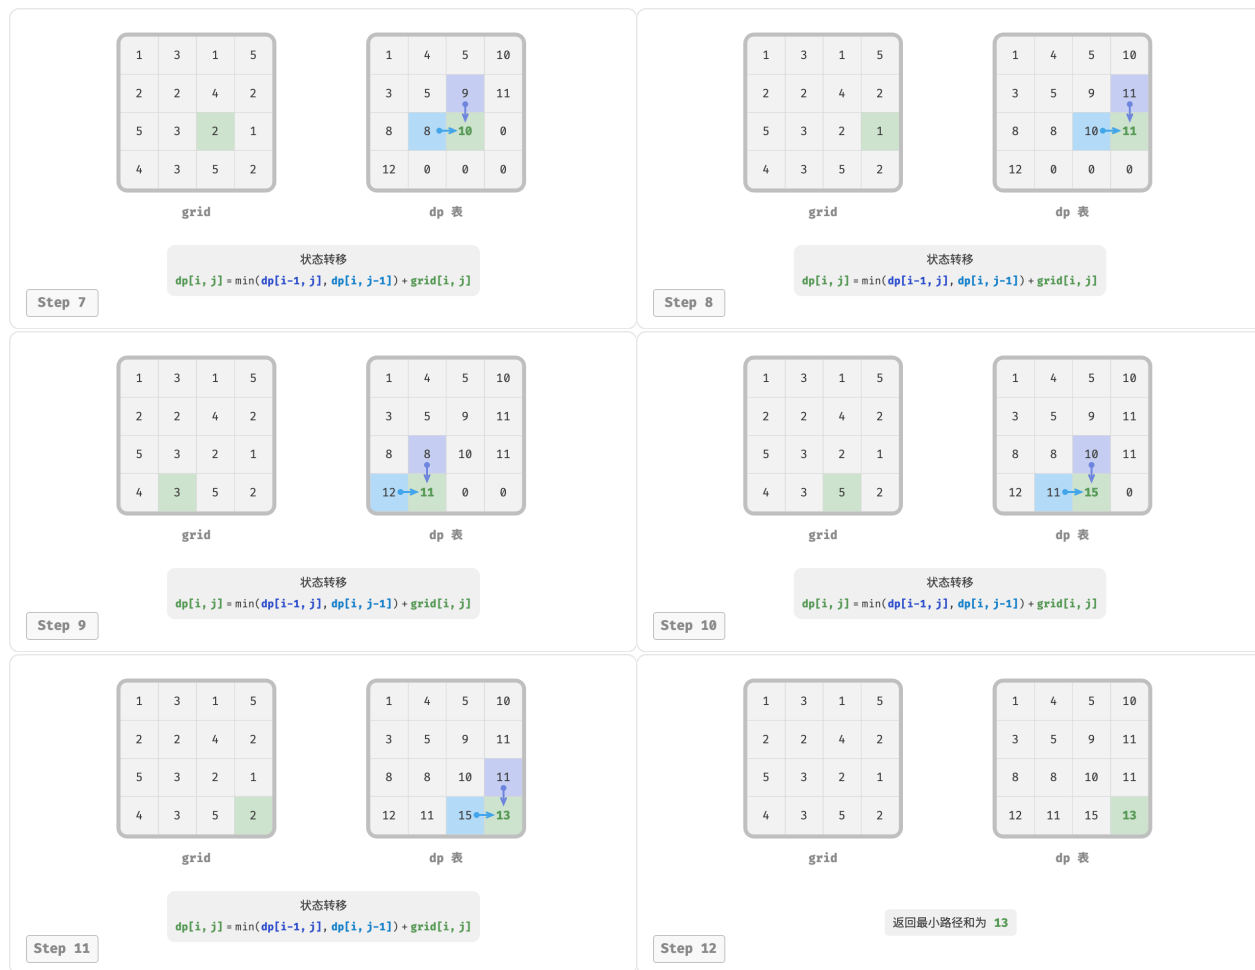 1 3 1 5
2 2 4 2
5 3 2 1
4 3 5 2
grid
1 4 5 10
3 5 9 11
8 8 10 0
12 0 0 0
dp 表
状态转移
dp[i, j] = min(dp[i-1, j], dp[i, j-1]) + grid[i, j]
Step 7
1 3 1 5
2 2 4 2
5 3 2 1
4 3 5 2
grid
1 4 5 10
3 5 9 11
8 8 10 11
12 0 0 0
dp 表
状态转移
dp[i, j] = min(dp[i-1, j], dp[i, j-1]) + grid[i, j]
Step 8
1 3 1 5
2 2 4 2
5 3 2 1
4 3 5 2
grid
1 4 5 10
3 5 9 11
8 8 10 11
12 11 0 0
dp 表
状态转移
dp[i, j] = min(dp[i-1, j], dp[i, j-1]) + grid[i, j]
Step 9
1 3 1 5
2 2 4 2
5 3 2 1
4 3 5 2
grid
1 4 5 10
3 5 9 11
8 8 10 11
12 11 15 0
dp 表
状态转移
dp[i, j] = min(dp[i-1, j], dp[i, j-1]) + grid[i, j]
Step 10
1 3 1 5
2 2 4 2
5 3 2 1
4 3 5 2
grid
1 4 5 10
3 5 9 11
8 8 10 11
12 11 15 13
dp 表
状态转移
dp[i, j] = min(dp[i-1, j], dp[i, j-1]) + grid[i, j]
Step 11
1 3 1 5
2 2 4 2
5 3 2 1
4 3 5 2
grid
1 4 5 10
3 5 9 11
8 8 10 11
12 11 15 13
dp 表
返回最小路径和为 13
Step 12